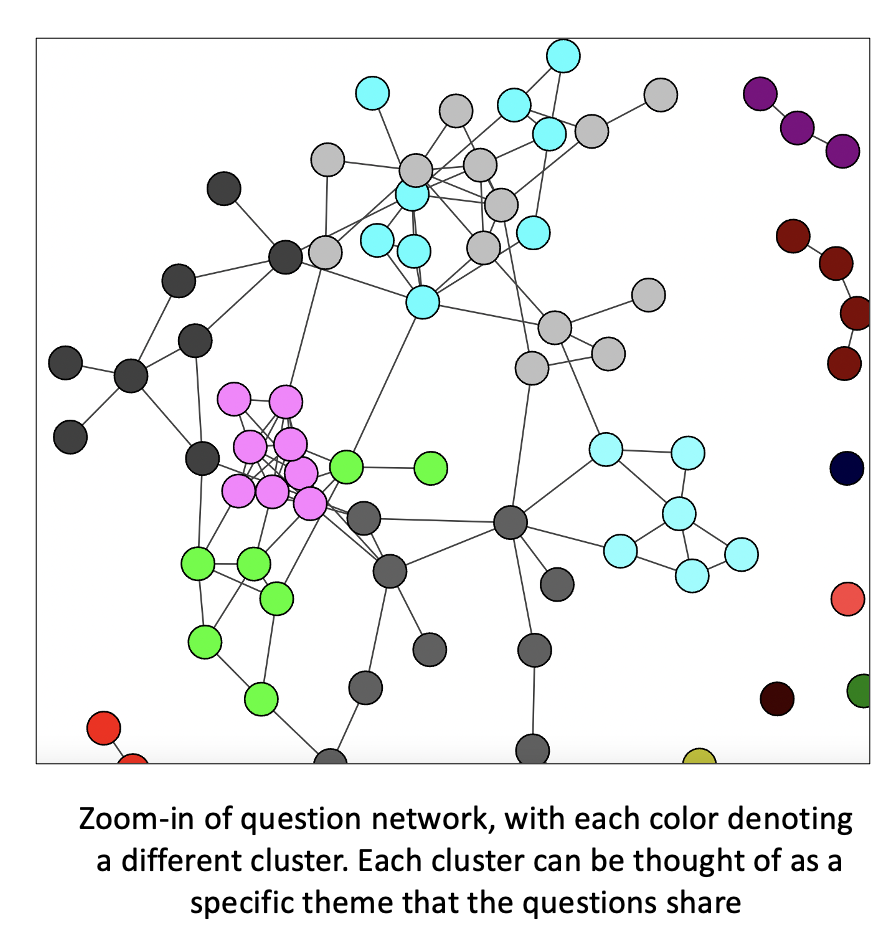 Zoom-in of question network, with each color denoting
a different cluster. Each cluster can be thought of as a
specific theme that the questions share